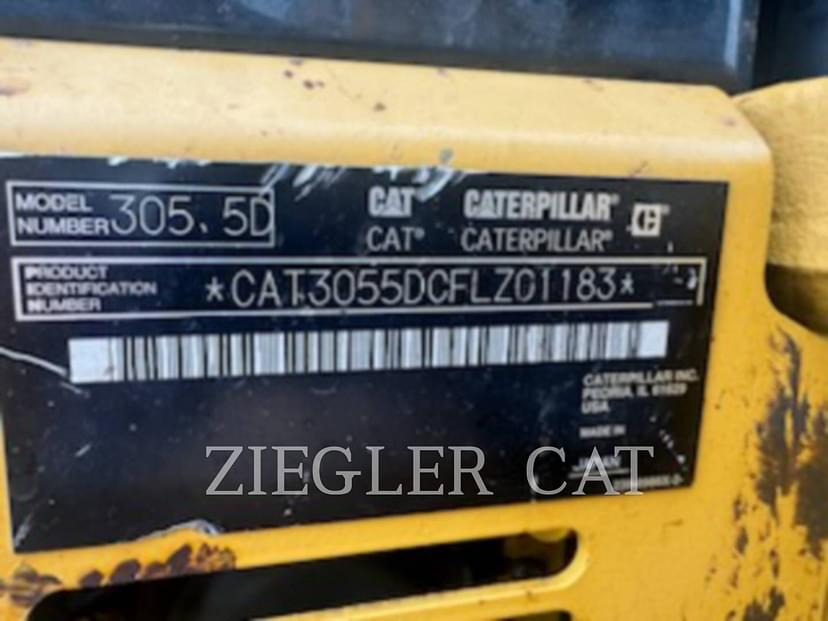 MODEL NUMBER 305.5D
CAT CATERPILLAR C
CAT® CATERPILLAR®
PRODUCT IDENTIFICATION NUMBER *CAT3055DCFLZ01183*
CATERPILLAR INC.
PEORIA, IL 61629
USA
MADE IN
JAPAN
ZIEGLER CAT